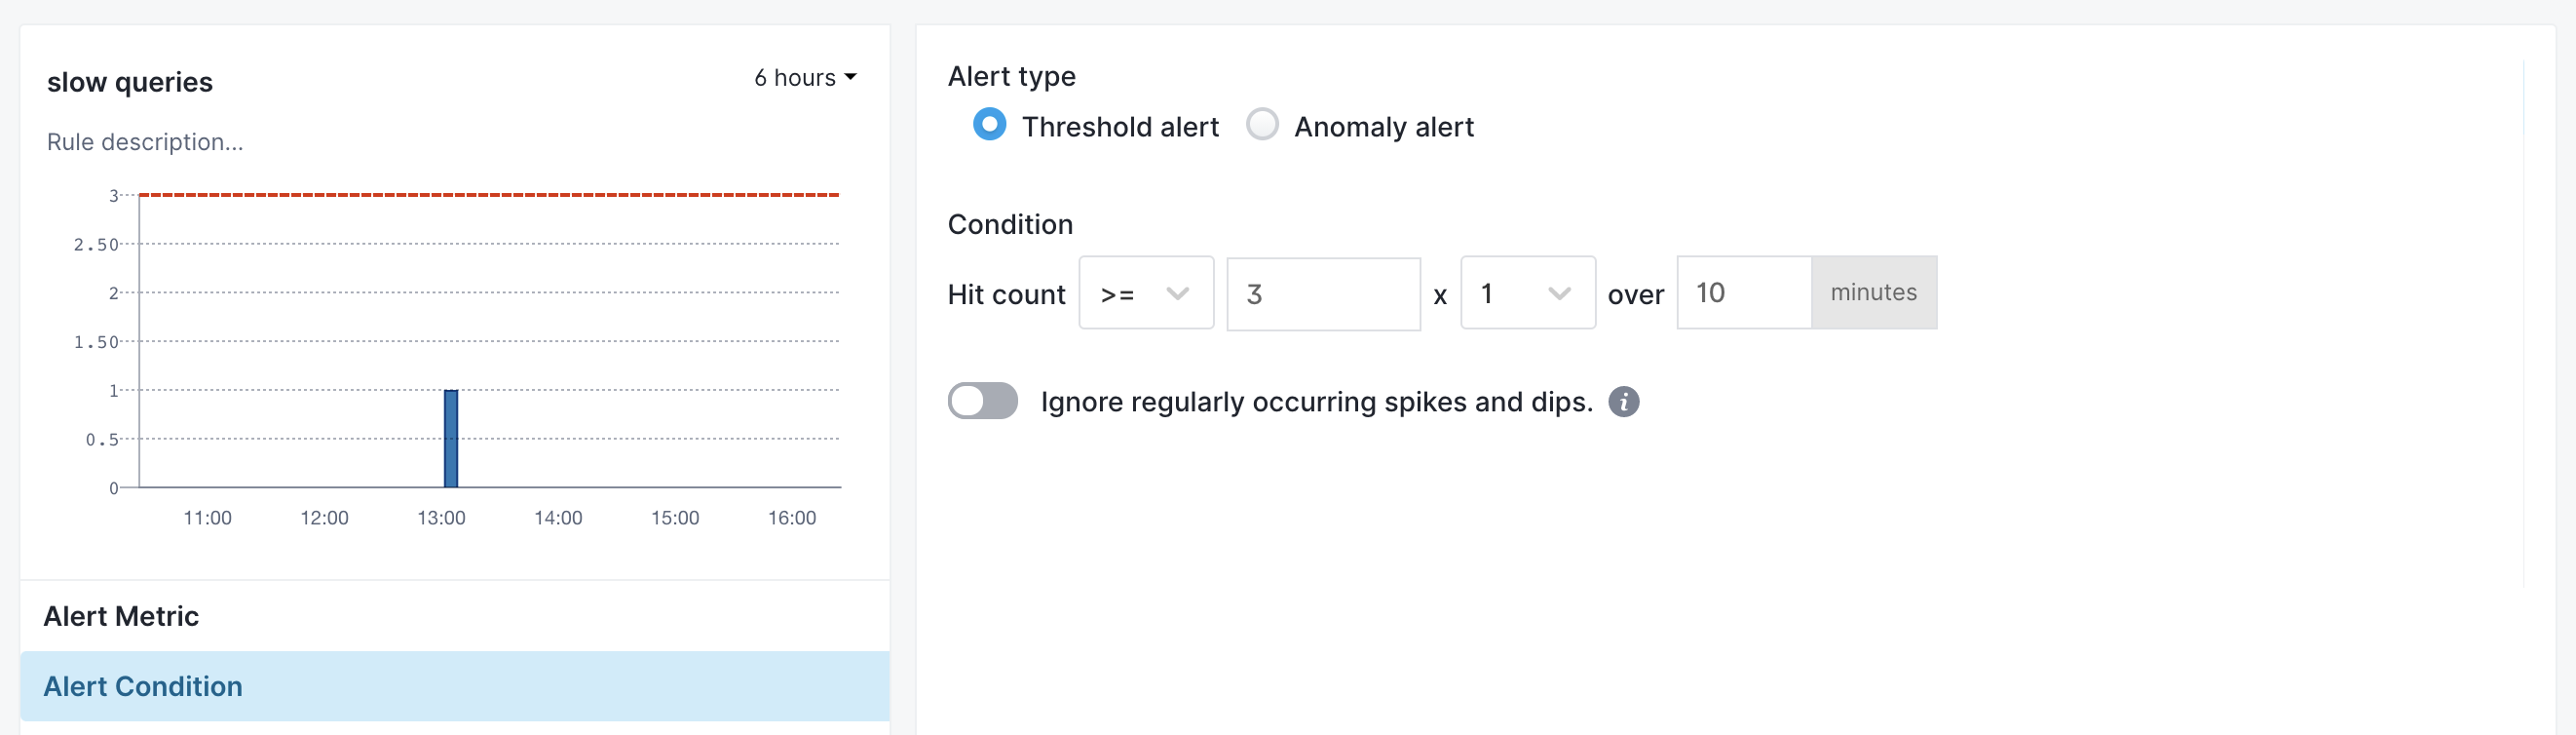 slow queries
6 hours
Rule description...
3
2.50
2
1.50
1
0.5
0
11:00 12:00 13:00 14:00 15:00 16:00
Alert Metric
Alert Condition
Alert type
Threshold alert Anomaly alert
Condition
Hit count >= 3 x 1 over 10 minutes
Ignore regularly occurring spikes and dips. i